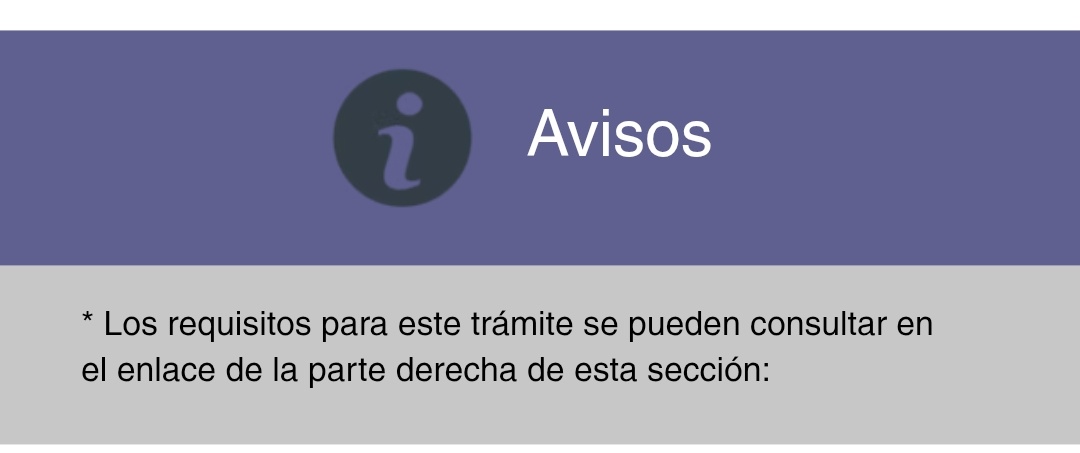 Avisos
* Los requisitos para este trámite se pueden consultar en
el enlace de la parte derecha de esta sección: